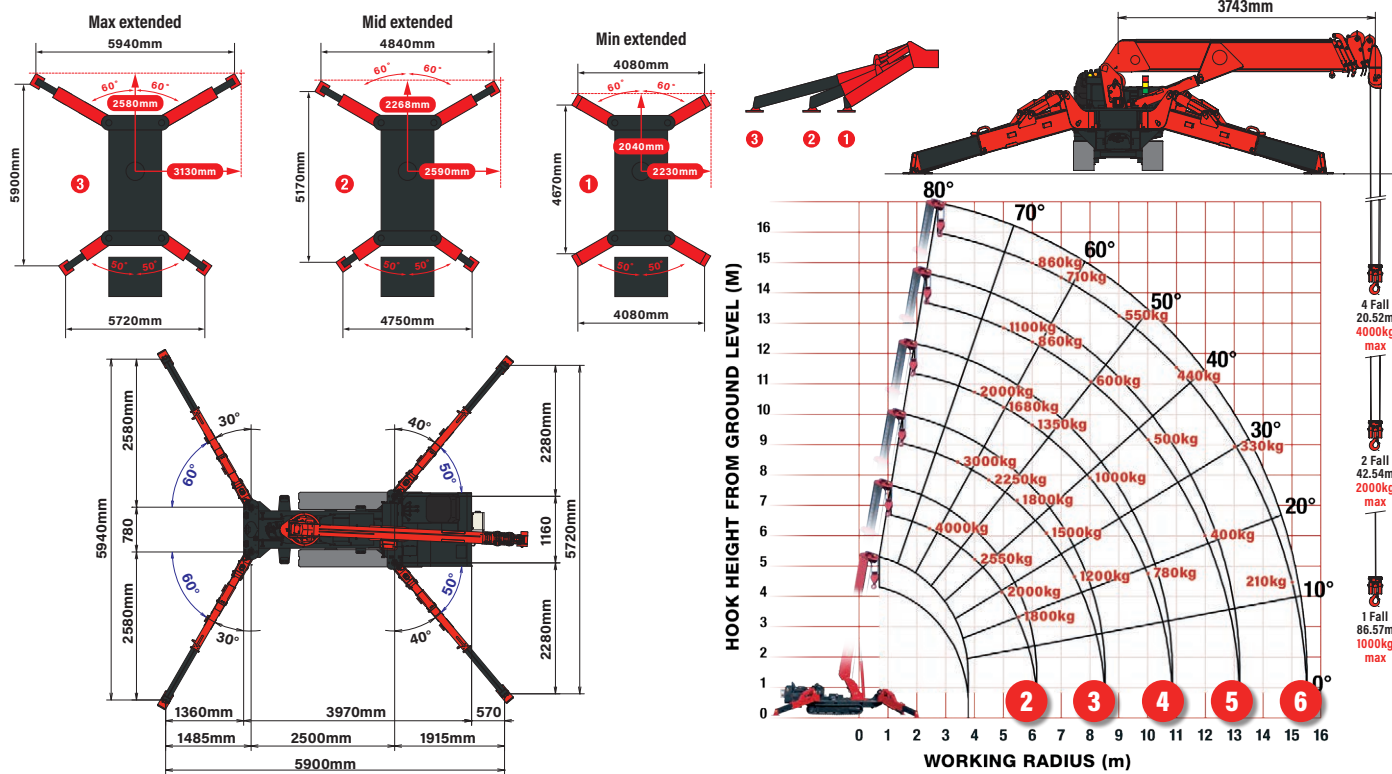 Max extended
5940mm
60° 60°
2580mm
3130mm
5900mm
3
50° 50°
5720mm
Mid extended
4840mm
60° 60°
2268mm
2590mm
5170mm
2
50° 50°
4750mm
Min extended
4080mm
60° 60°
2040mm
2230mm
4670mm
1
50° 50°
4080mm
3 2 1
3743mm
5940mm
2580mm
780
2580mm
30°
60°
60°
30°
40°
50°
50°
40°
2280mm
1160
2280mm
5720mm
1360mm 3970mm 570
1485mm 2500mm 1915mm
5900mm
HOOK HEIGHT FROM GROUND LEVEL (M)
16
15
14
13
12
11
10
9
8
7
6
5
4
3
2
1
0
80°
70°
60°
50°
40°
30°
20°
10°
0°
860kg
710kg
550kg
440kg
330kg
210kg
1100kg
860kg
600kg
500kg
400kg
2000kg
1680kg
1350kg
1000kg
780kg
3000kg
2250kg
1800kg
1500kg
1200kg
4000kg
2550kg
2000kg
1800kg
2 3 4 5 6
0 1 2 3 4 5 6 7 8 9 10 11 12 13 14 15 16
WORKING RADIUS (m)
4 Fall
20.52m
4000kg
max
2 Fall
42.54m
2000kg
max
1 Fall
86.57m
1000kg
max